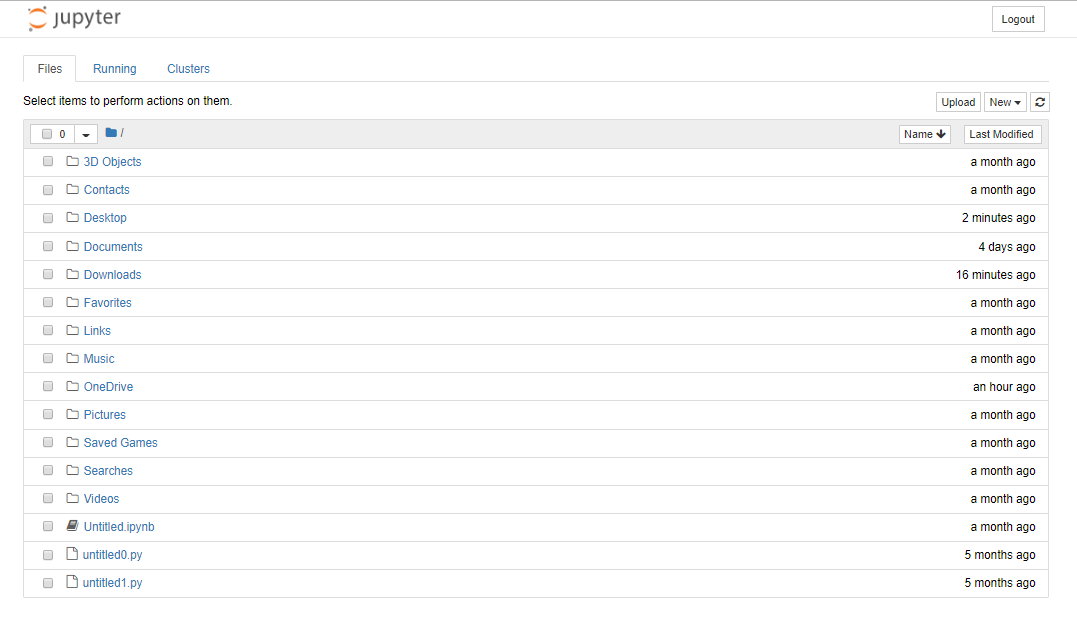 jupyter Logout
Files Running Clusters
Select items to perform actions on them. Upload New
0 / Name Last Modified
3D Objects a month ago
Contacts a month ago
Desktop 2 minutes ago
Documents 4 days ago
Downloads 16 minutes ago
Favorites a month ago
Links a month ago
Music a month ago
OneDrive an hour ago
Pictures a month ago
Saved Games a month ago
Searches a month ago
Videos a month ago
Untitled.ipynb a month ago
untitled0.py 5 months ago
untitled1.py 5 months ago